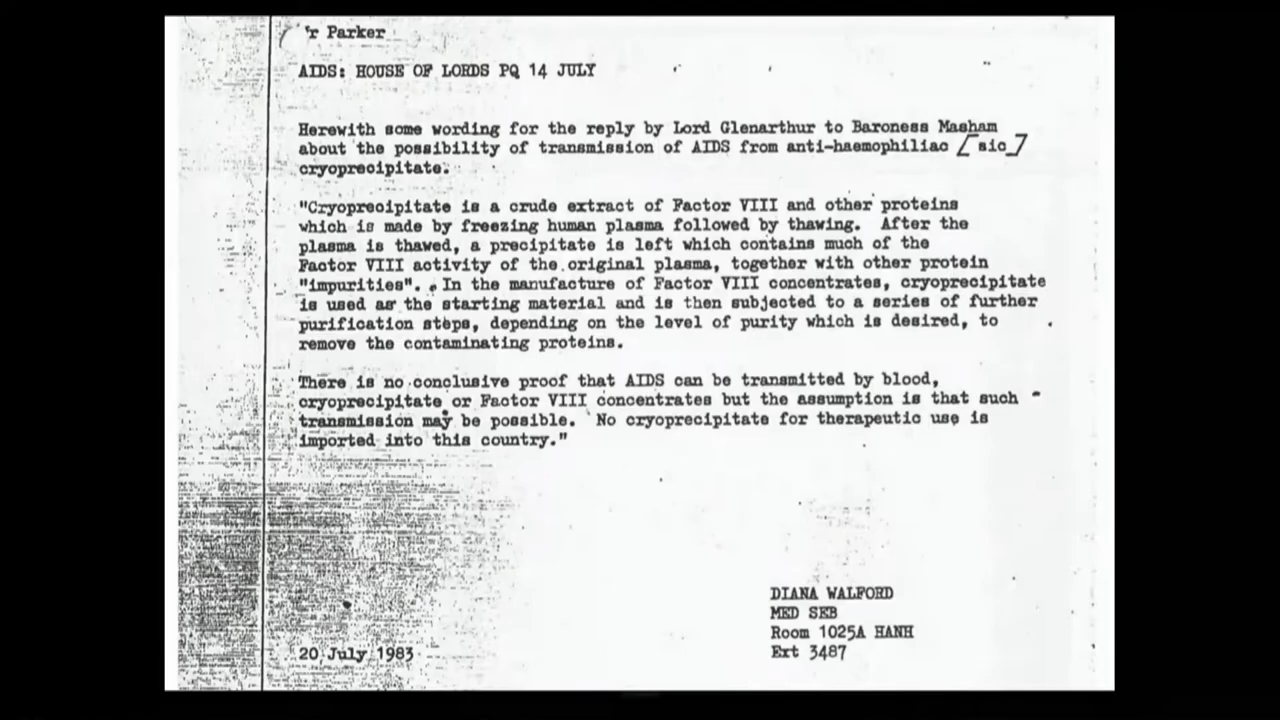 'r Parker
AIDS: HOUSE OF LORDS PQ 14 JULY
Herewith some wording for the reply by Lord Glenarthur to Baroness Masham
about the possibility of transmission of AIDS from anti-haemophiliac [sic]
cryoprecipitate.
"Cryoprecipitate is a crude extract of Factor VIII and other proteins
which is made by freezing human plasma followed by thawing. After the
plasma is thawed, a precipitate is left which contains much of the
Factor VIII activity of the original plasma, together with other protein
"impurities". In the manufacture of Factor VIII concentrates, cryoprecipitate
is used as the starting material and is then subjected to a series of further
purification steps, depending on the level of purity which is desired, to
remove the contaminating proteins.
There is no conclusive proof that AIDS can be transmitted by blood,
cryoprecipitate or Factor VIII concentrates but the assumption is that such
transmission may be possible. No cryoprecipitate for therapeutic use is
imported into this country."
DIANA WALFORD
MED SEB
Room 1025A HANH
Ext 3487
20 July 1983